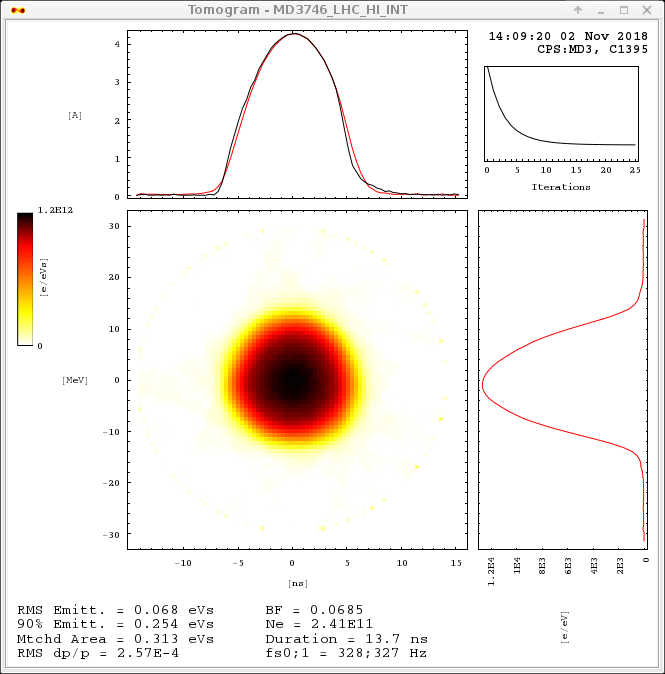 Tomogram - MD3746_LHC_HI_INT
14:09:20 02 Nov 2018
CPS:MD3, C1395
4
3
2
1
0
[A]
0 5 10 15 20 25
Iterations
1.2E12
[e/eVs]
0
30
20
10
0
-10
-20
-30
[MeV]
-10 -5 0 5 10 15
[ns]
1.2E4 1E4 8E3 6E3 4E3 2E3 0
[e/eV]
RMS Emitt. = 0.068 eVs BF = 0.0685
90% Emitt. = 0.254 eVs Ne = 2.41E11
Mtchd Area = 0.313 eVs Duration = 13.7 ns
RMS dp/p = 2.57E-4 fs0;1 = 328;327 Hz